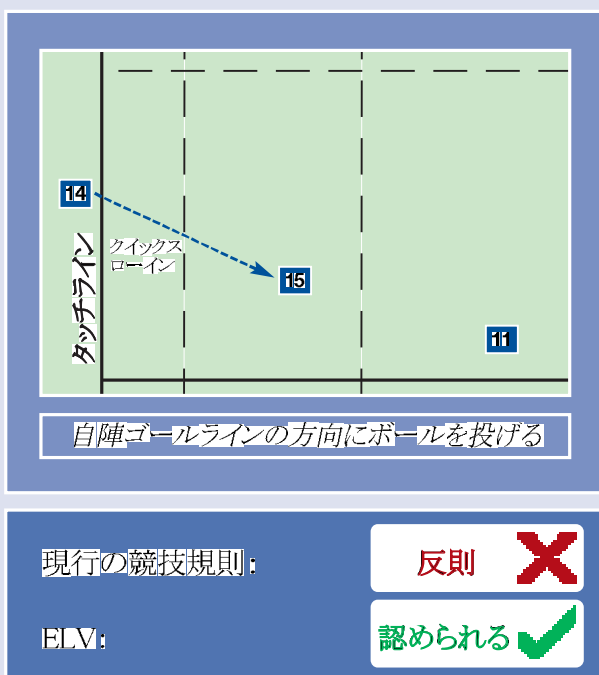 14
クイックス
ローイン
タッチライン
15
11
自陣ゴールラインの方向にボールを投げる
現行の競技規則：
反則
ELV：
認められる